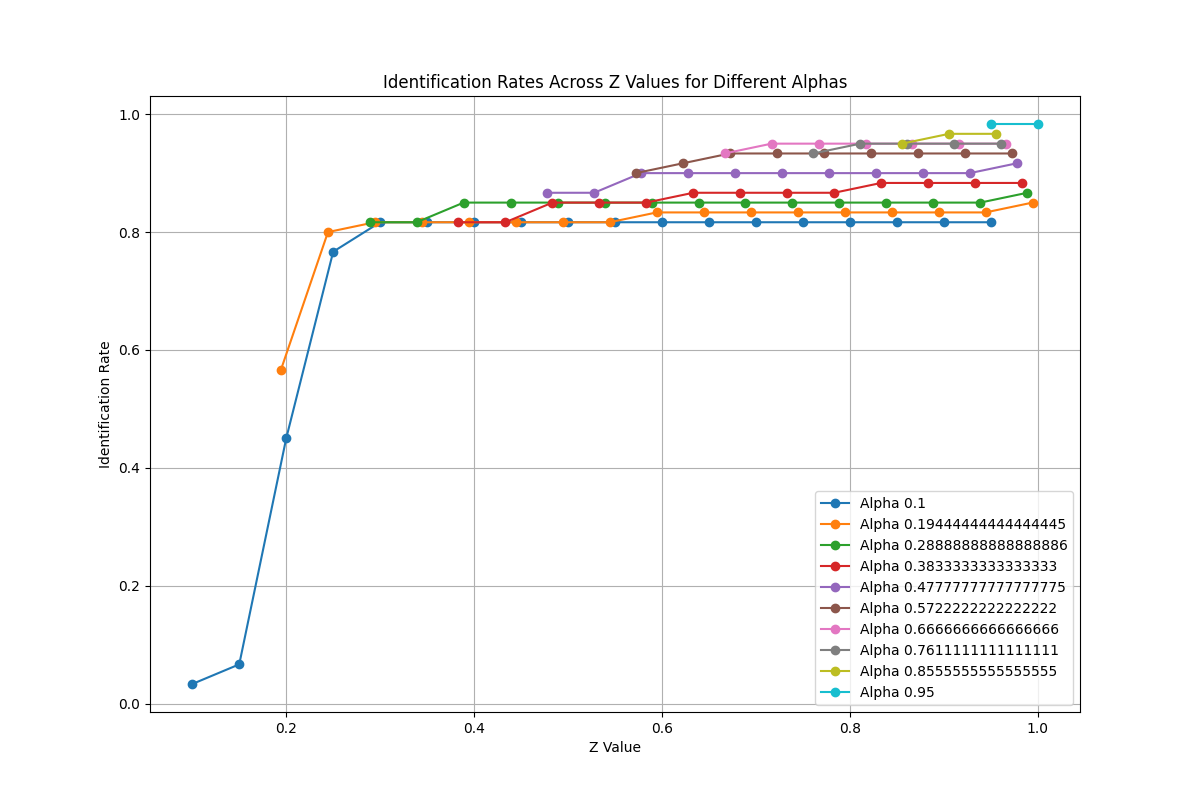 Identification Rates Across Z Values for Different Alphas
1.0
0.8
0.6
0.4
0.2
0.0
Identification Rate
0.2 0.4 0.6 0.8 1.0
Z Value
Alpha 0.1
Alpha 0.19444444444444445
Alpha 0.28888888888888886
Alpha 0.3833333333333333
Alpha 0.47777777777777775
Alpha 0.5722222222222222
Alpha 0.6666666666666666
Alpha 0.7611111111111111
Alpha 0.8555555555555555
Alpha 0.95